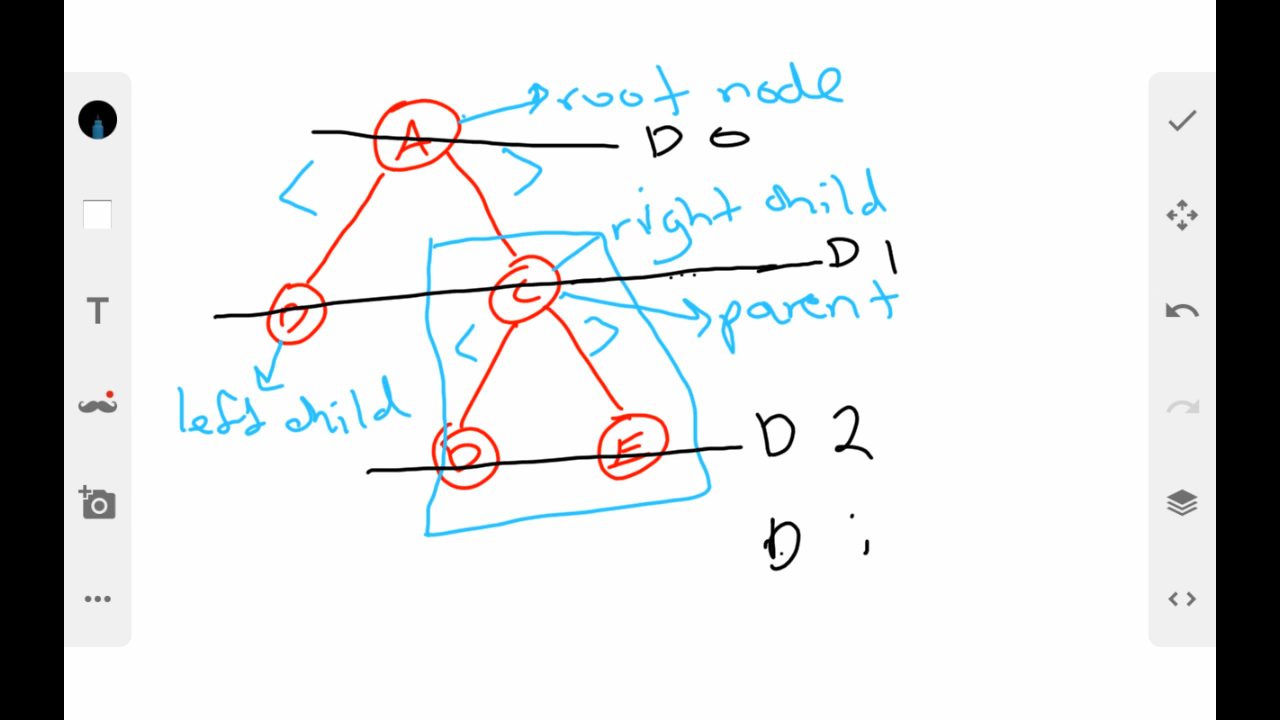 root node
A
D 0
< >
right child
D 1
C
D
parent
< >
left child
D 2
D
E
D i
T